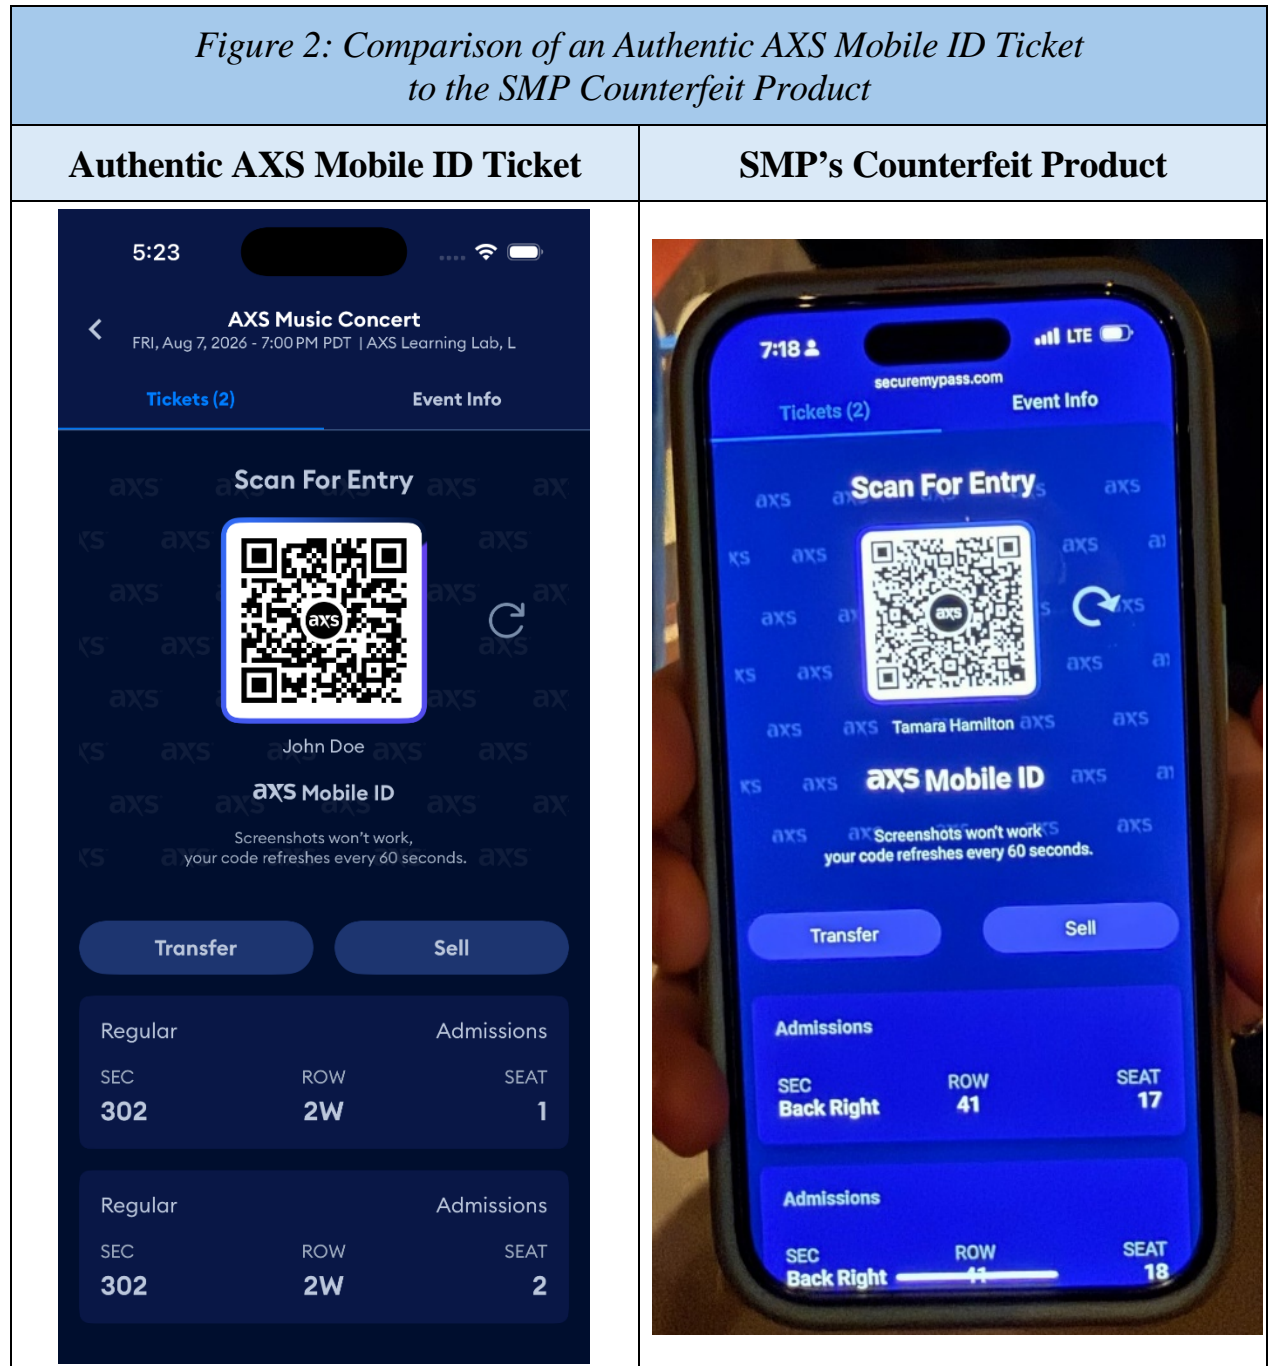 Figure 2: Comparison of an Authentic AXS Mobile ID Ticket
to the SMP Counterfeit Product
Authentic AXS Mobile ID Ticket
SMP's Counterfeit Product
5:23
AXS Music Concert
FRI, Aug 7, 2026 - 7:00 PM PDT | AXS Learning Lab, L
Tickets (2) Event Info
Scan For Entry
axs
John Doe
axs Mobile ID
Screenshots won't work,
your code refreshes every 60 seconds.
Transfer Sell
Regular Admissions
SEC ROW SEAT
302 2W 1
Regular Admissions
SEC ROW SEAT
302 2W 2
7:18 LTE
securemypass.com
Tickets (2) Event Info
Scan For Entry
axs
Tamara Hamilton
axs Mobile ID
Screenshots won't work
your code refreshes every 60 seconds.
Transfer Sell
Admissions
SEC ROW SEAT
Back Right 41 17
Admissions
SEC ROW SEAT
Back Right 41 18